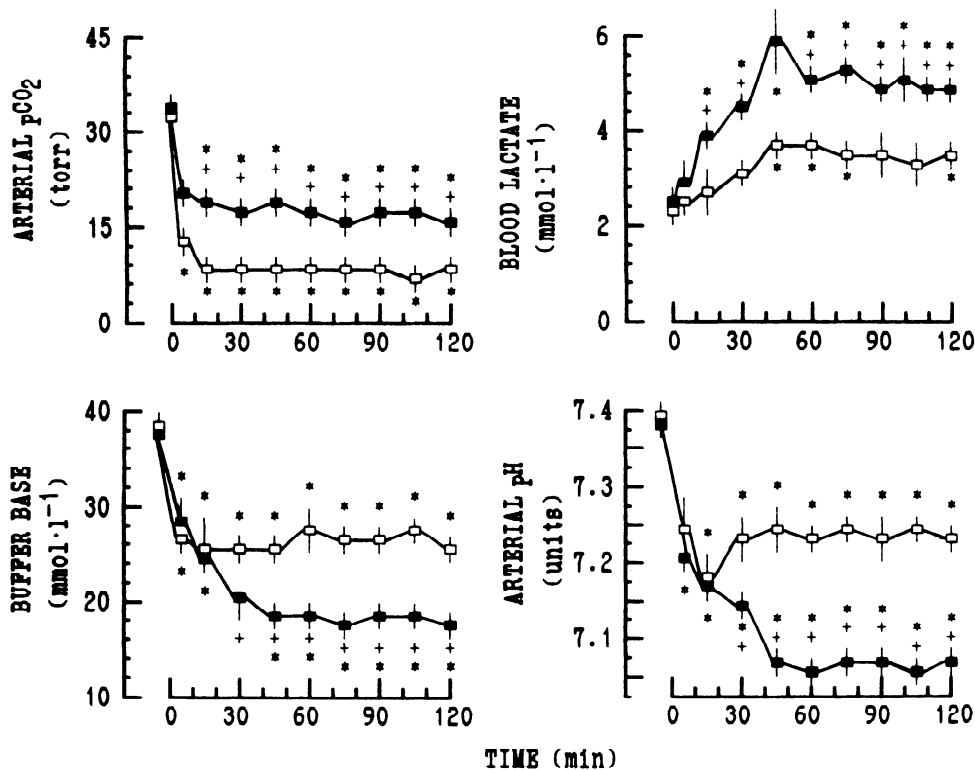 ARTERIAL pCO2
(torr)
45
30
15
0
0 30 60 90 120
BLOOD LACTATE
(mmol·l⁻¹)
6
4
2
0
0 30 60 90 120
BUFFER BASE
(mmol·l⁻¹)
40
30
20
10
0 30 60 90 120
ARTERIAL pH
(units)
7.4
7.3
7.2
7.1
0 30 60 90 120
TIME (min)